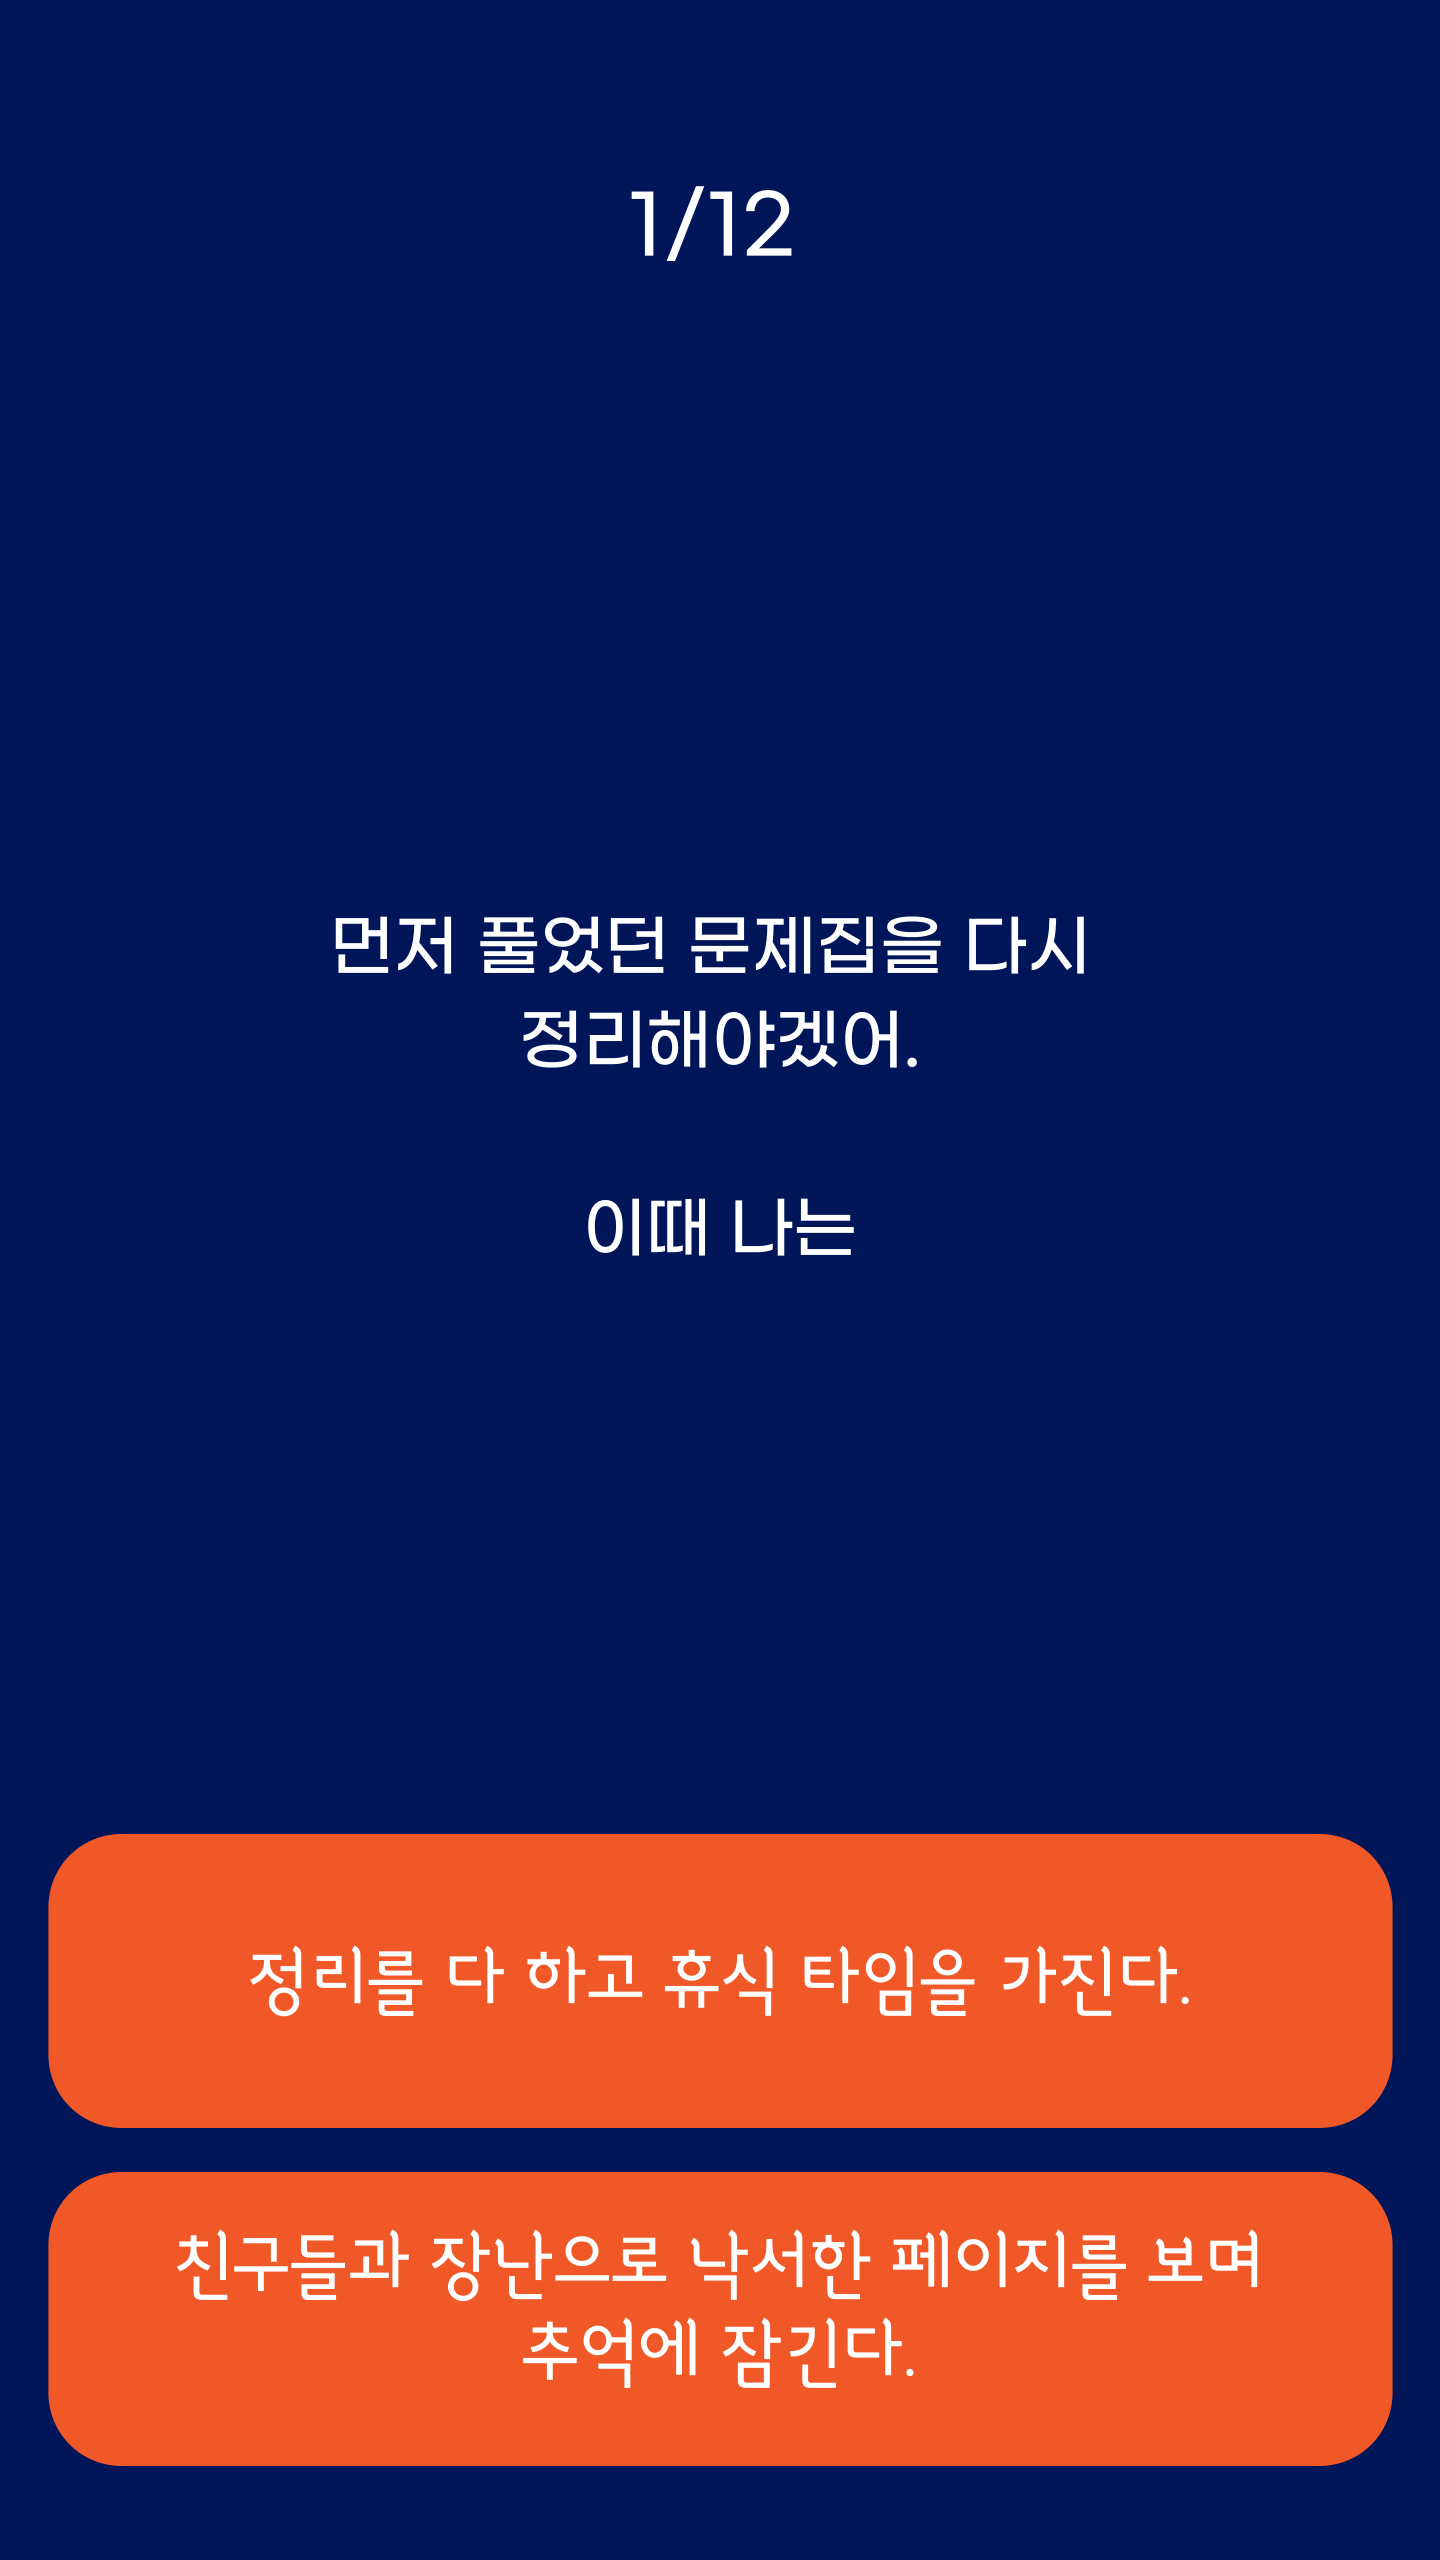 1/12
먼저 풀었던 문제집을 다시
정리해야겠어.
이때 나는
정리를 다 하고 휴식 타임을 가진다.
친구들과 장난으로 낙서한 페이지를 보며
추억에 잠긴다.